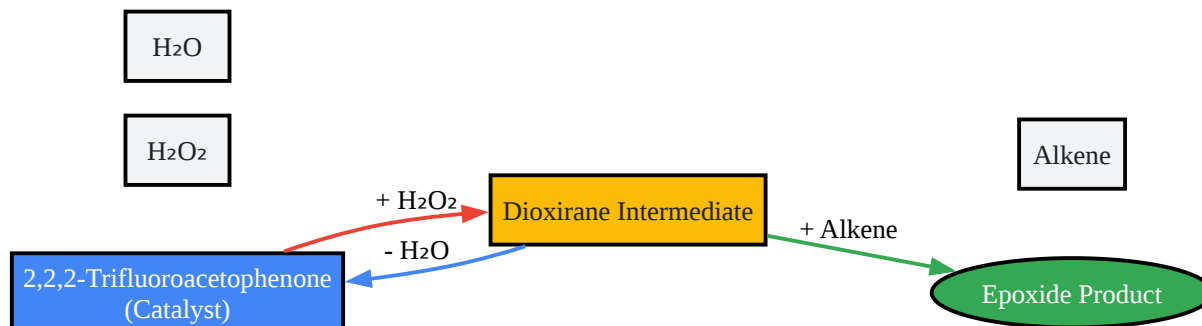 H₂O
H₂O₂
Alkene
+ H₂O₂
Dioxirane Intermediate
+ Alkene
- H₂O
2,2,2-Trifluoroacetophenone
(Catalyst)
Epoxide Product